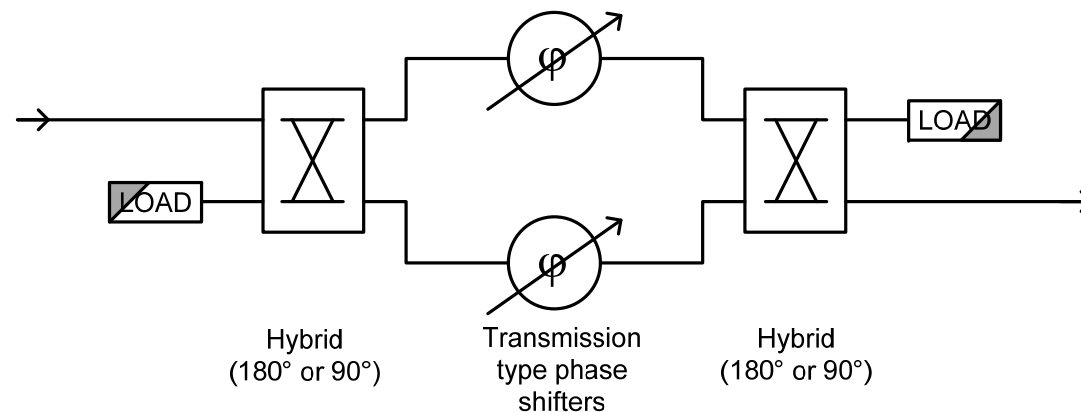 φ
LOAD
LOAD
φ
Hybrid
(180° or 90°)
Transmission
type phase
shifters
Hybrid
(180° or 90°)